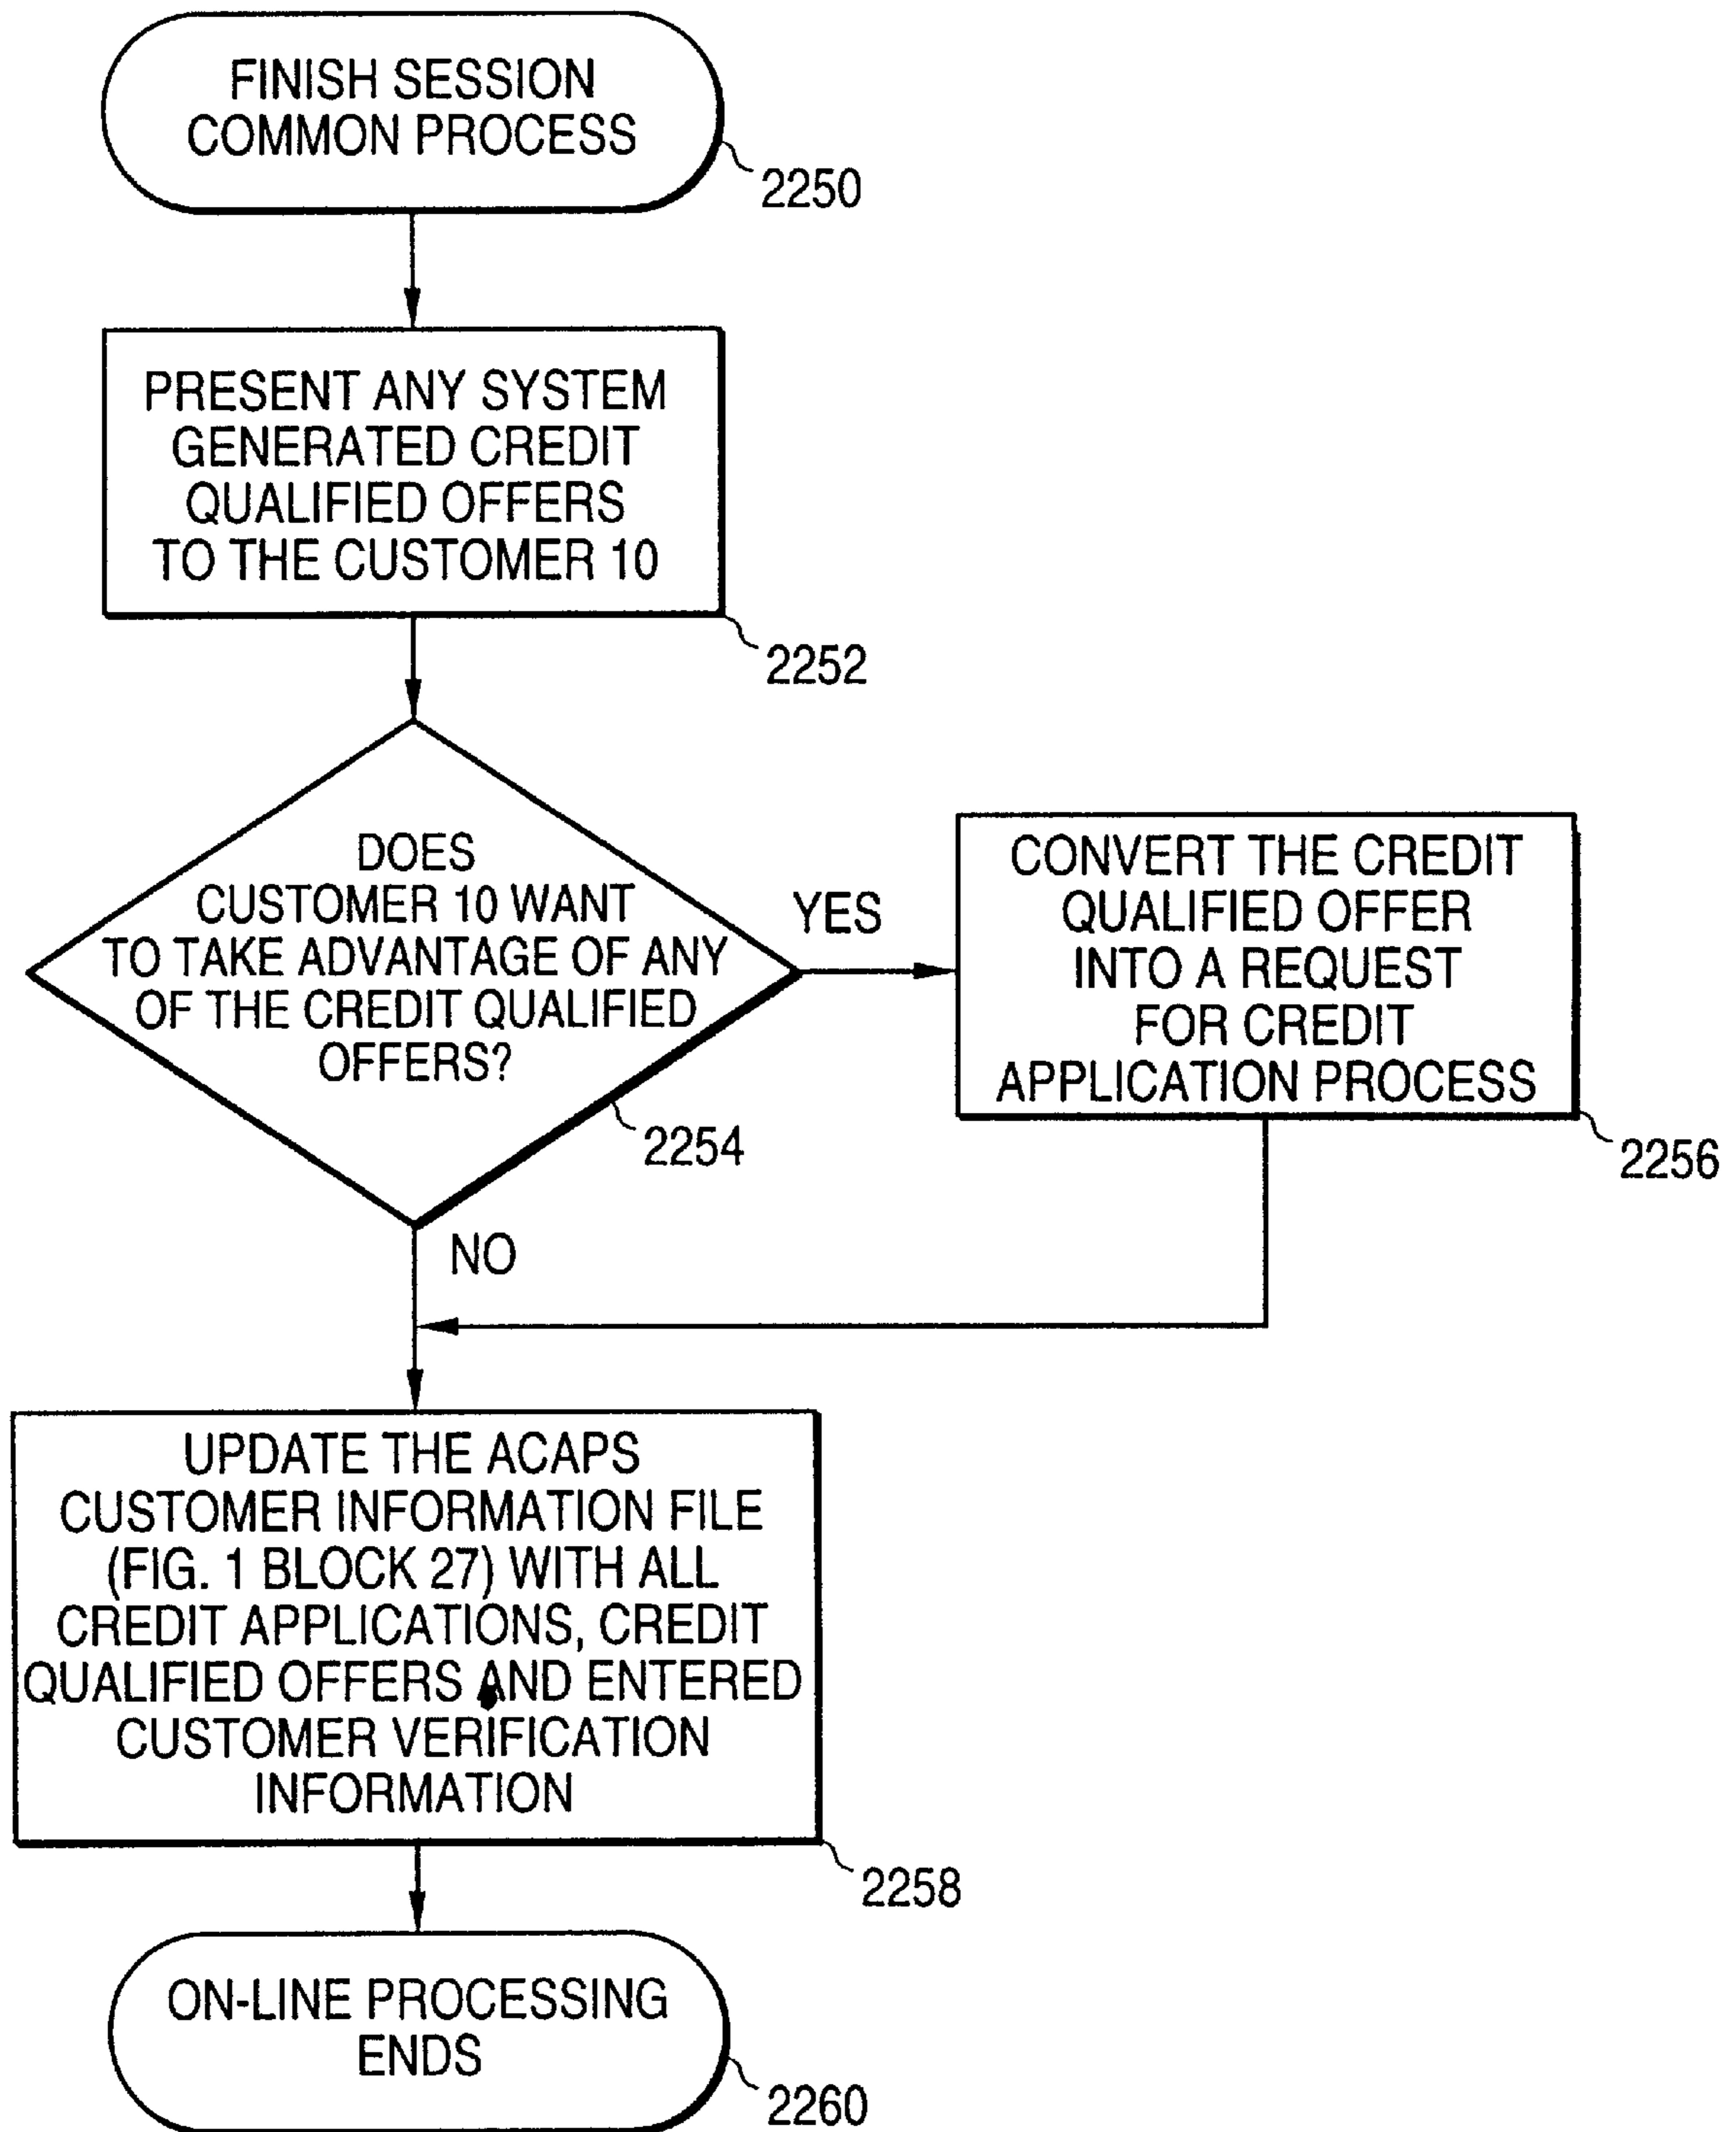 FINISH SESSION
COMMON PROCESS
2250
PRESENT ANY SYSTEM
GENERATED CREDIT
QUALIFIED OFFERS
TO THE CUSTOMER 10
2252
DOES
CUSTOMER 10 WANT
TO TAKE ADVANTAGE OF ANY
OF THE CREDIT QUALIFIED
OFFERS?
2254
YES
CONVERT THE CREDIT
QUALIFIED OFFER
INTO A REQUEST
FOR CREDIT
APPLICATION PROCESS
2256
NO
UPDATE THE ACAPS
CUSTOMER INFORMATION FILE
(FIG. 1 BLOCK 27) WITH ALL
CREDIT APPLICATIONS, CREDIT
QUALIFIED OFFERS AND ENTERED
CUSTOMER VERIFICATION
INFORMATION
2258
ON-LINE PROCESSING
ENDS
2260